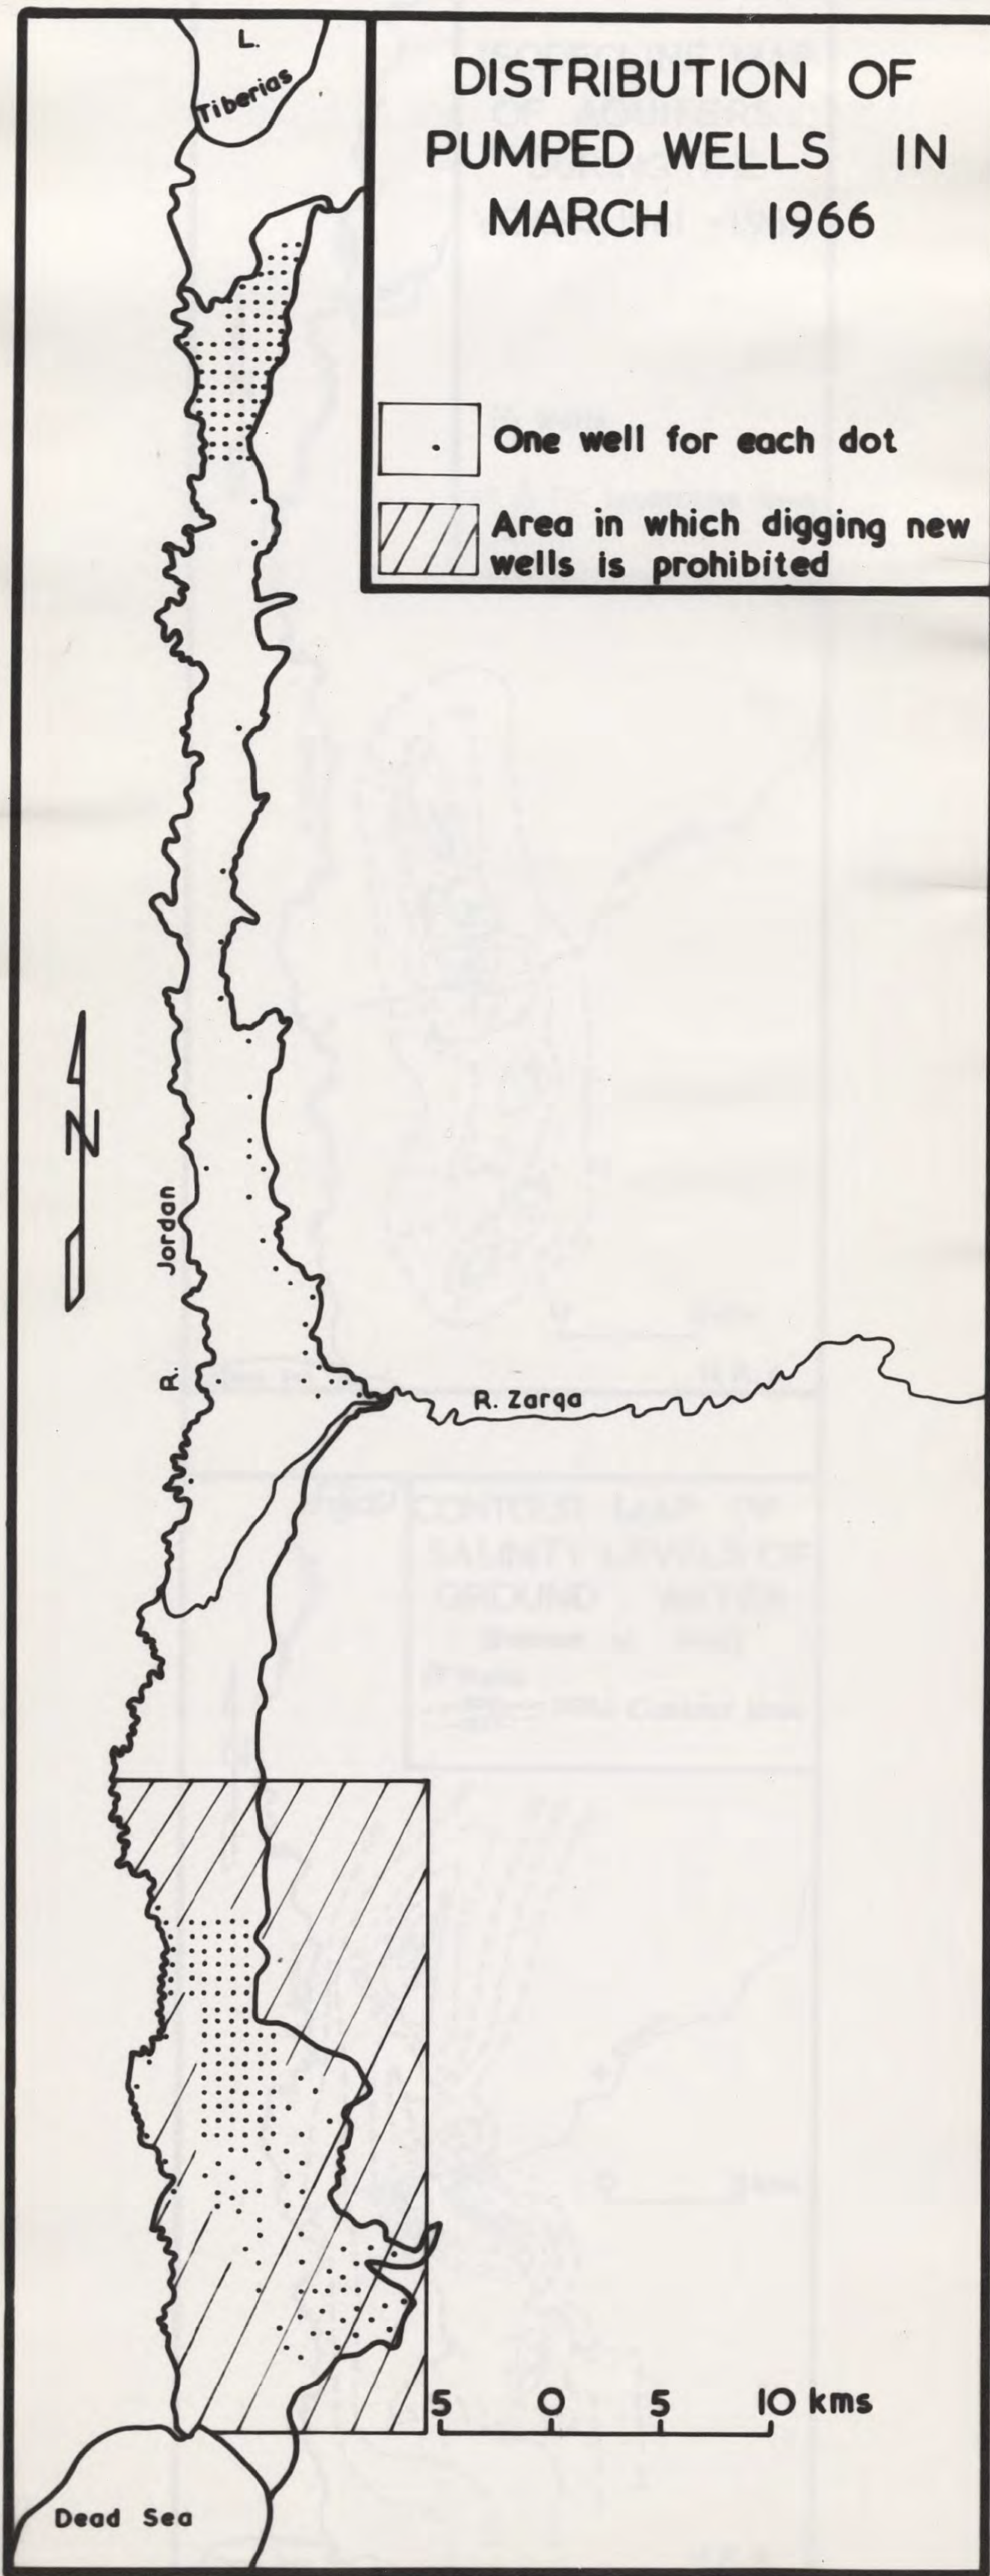 L.
Tiberias
DISTRIBUTION OF
PUMPED WELLS IN
MARCH 1966
One well for each dot
Area in which digging new
wells is prohibited
N
R. Jordan
R. Zarqa
5 0 5 10 kms
Dead Sea